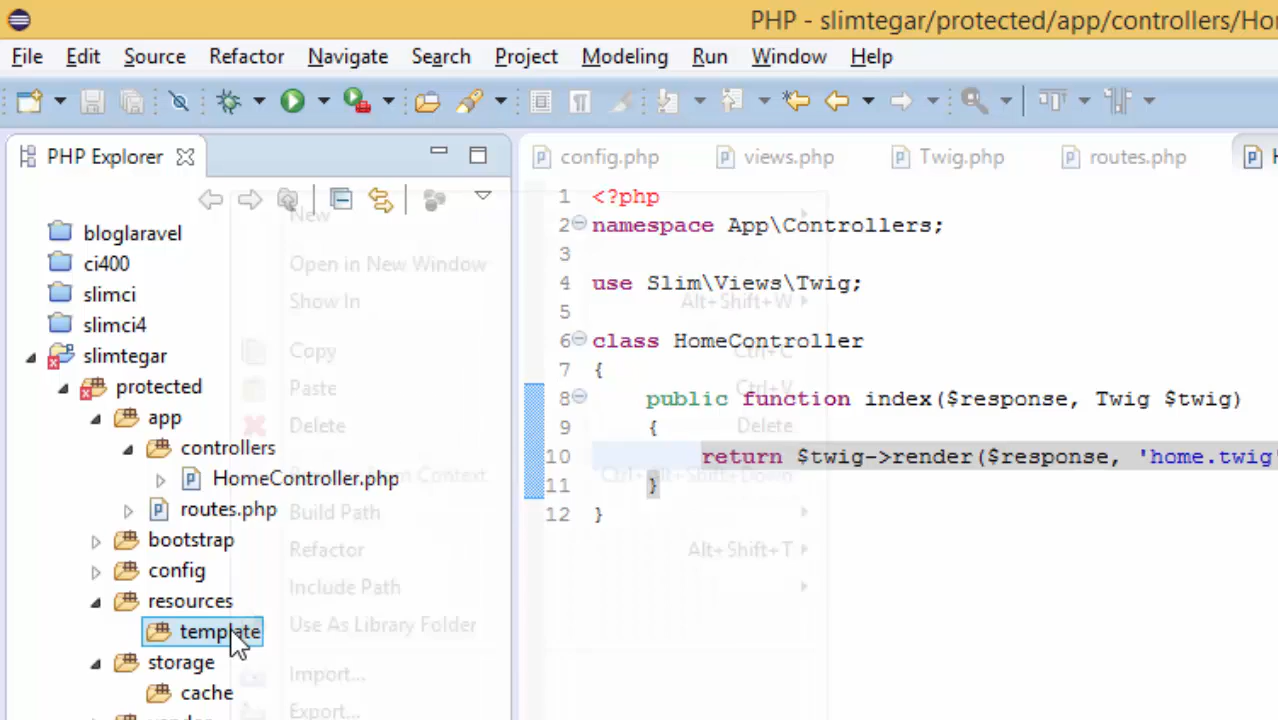 PHP - slimtegar/protected/app/controllers/Ho
File Edit Source Refactor Navigate Search Project Modeling Run Window Help
PHP Explorer
config.php views.php Twig.php routes.php
bloglaravel
ci400
slimci
slimci4
slimtegar
protected
app
controllers
HomeController.php
routes.php
bootstrap
config
resources
template
storage
cache
New
Open in New Window
Show In Alt+Shift+W
Copy Ctrl+C
Paste Ctrl+V
Delete Delete
Context Ctrl+Alt+Shift+Down
Build Path
Refactor Alt+Shift+T
Include Path
Use As Library Folder
Import...
Export...
1 <?php
2 namespace App\Controllers;
3
4 use Slim\Views\Twig;
5
6 class HomeController
7 {
8 public function index($response, Twig $twig)
9 {
10 return $twig->render($response, 'home.twig'
11 }
12 }